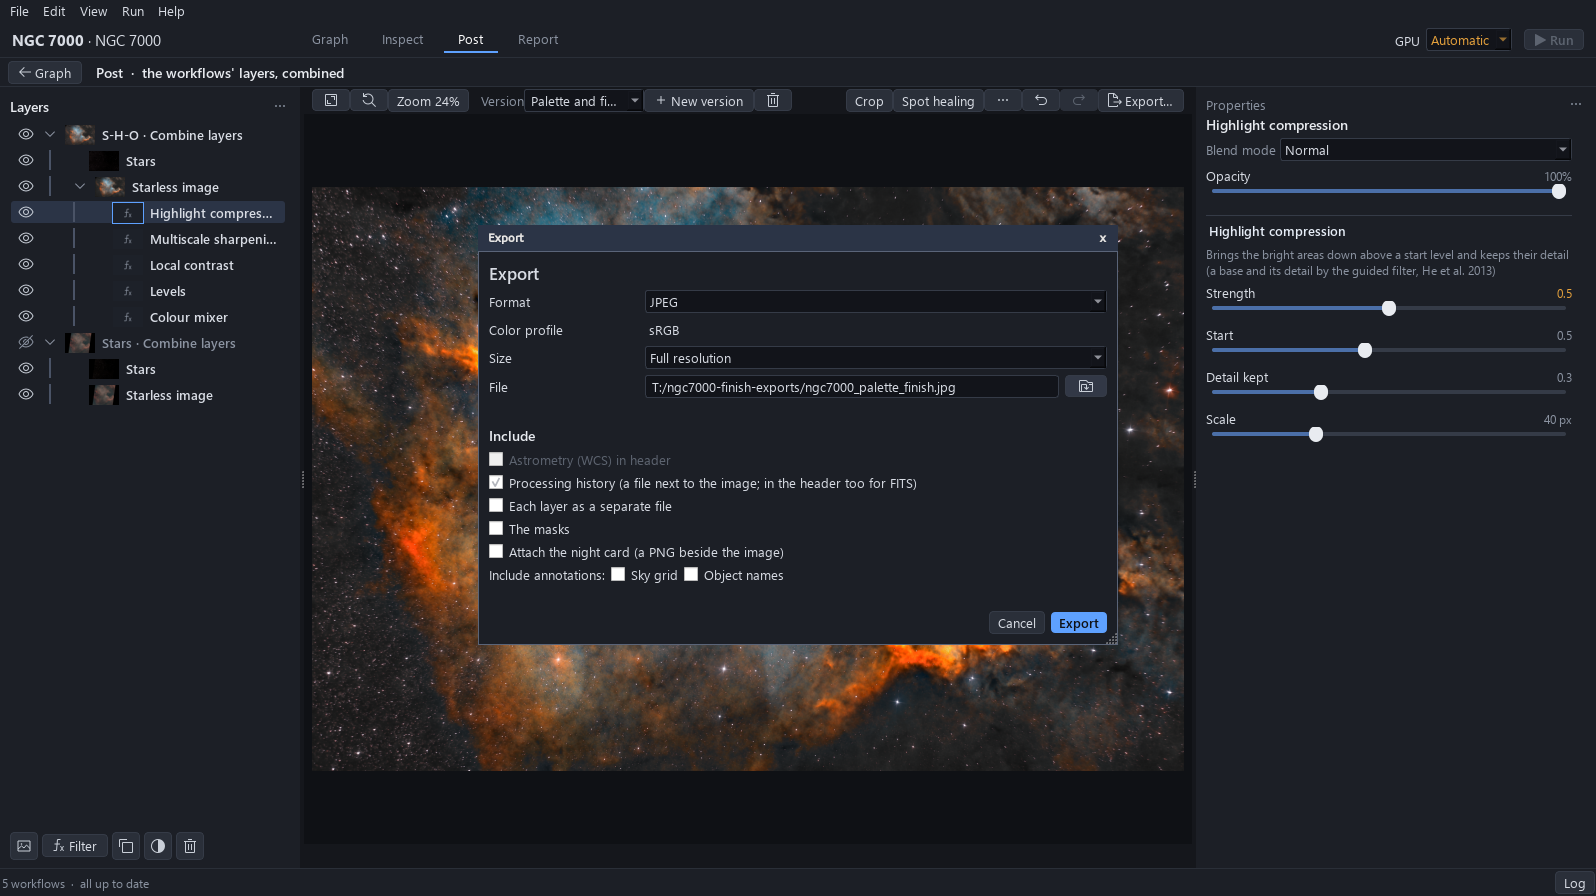 File Edit View Run Help
NGC 7000 · NGC 7000
Graph Inspect Post Report
GPU Automatic Run
Graph Post · the workflows' layers, combined
Layers
S-H-O · Combine layers
Stars
Starless image
Highlight compres...
Multiscale sharpeni...
Local contrast
Levels
Colour mixer
Stars · Combine layers
Stars
Starless image
fx Filter
Zoom 24% Version Palette and fi... + New version Crop Spot healing ... Export...
Export x
Export
Format JPEG
Color profile sRGB
Size Full resolution
File T:/ngc7000-finish-exports/ngc7000_palette_finish.jpg
Include
Astrometry (WCS) in header
Processing history (a file next to the image; in the header too for FITS)
Each layer as a separate file
The masks
Attach the night card (a PNG beside the image)
Include annotations: Sky grid Object names
Cancel Export
Properties
Highlight compression
Blend mode Normal
Opacity 100%
Highlight compression
Brings the bright areas down above a start level and keeps their detail
(a base and its detail by the guided filter, He et al. 2013)
Strength 0.5
Start 0.5
Detail kept 0.3
Scale 40 px
5 workflows · all up to date
Log